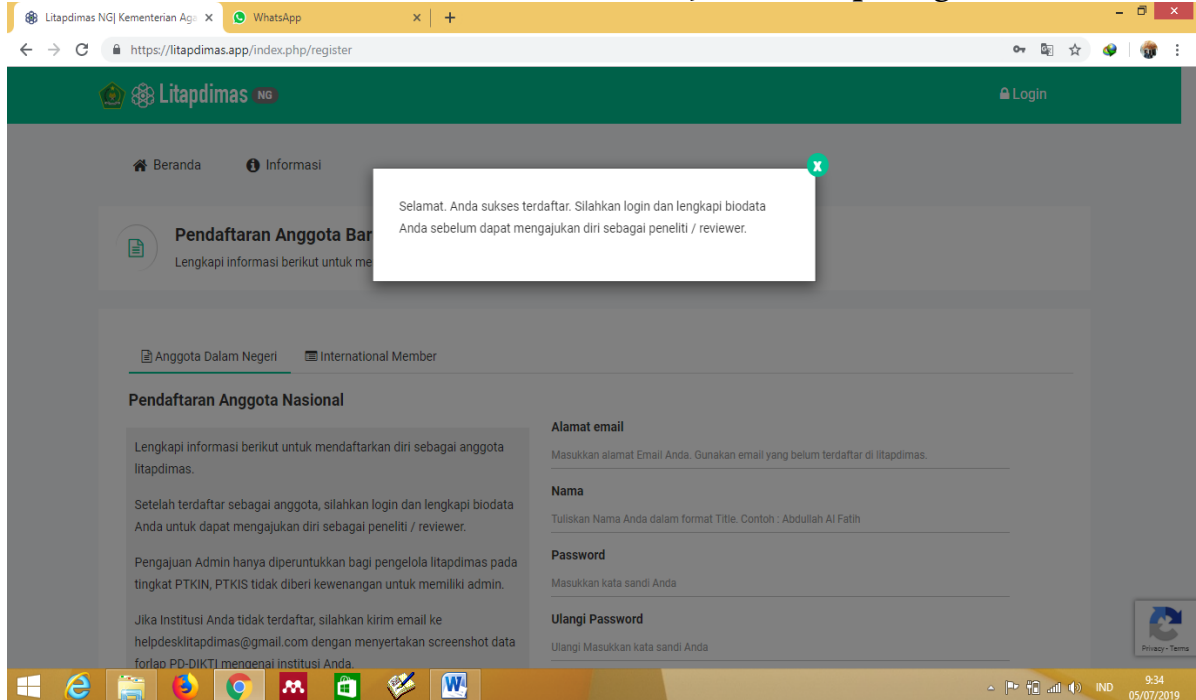 Litapdimas NG| Kementerian Aga
WhatsApp
https://litapdimas.app/index.php/register
Litapdimas NG
Login
Beranda
Informasi
x
Selamat. Anda sukses terdaftar. Silahkan login dan lengkapi biodata
Anda sebelum dapat mengajukan diri sebagai peneliti / reviewer.
Pendaftaran Anggota Bar
Lengkapi informasi berikut untuk me
Anggota Dalam Negeri
International Member
Pendaftaran Anggota Nasional
Lengkapi informasi berikut untuk mendaftarkan diri sebagai anggota
litapdimas.
Setelah terdaftar sebagai anggota, silahkan login dan lengkapi biodata
Anda untuk dapat mengajukan diri sebagai peneliti / reviewer.
Pengajuan Admin hanya diperuntukkan bagi pengelola litapdimas pada
tingkat PTKIN, PTKIS tidak diberi kewenangan untuk memiliki admin.
Jika Institusi Anda tidak terdaftar, silahkan kirim email ke
helpdesklitapdimas@gmail.com dengan menyertakan screenshot data
forlap PD-DIKTI mengenai institusi Anda.
Alamat email
Masukkan alamat Email Anda. Gunakan email yang belum terdaftar di litapdimas.
Nama
Tuliskan Nama Anda dalam format Title. Contoh : Abdullah Al Fatih
Password
Masukkan kata sandi Anda
Ulangi Password
Ulangi Masukkan kata sandi Anda
Privacy - Terms
IND
9:34
05/07/2019